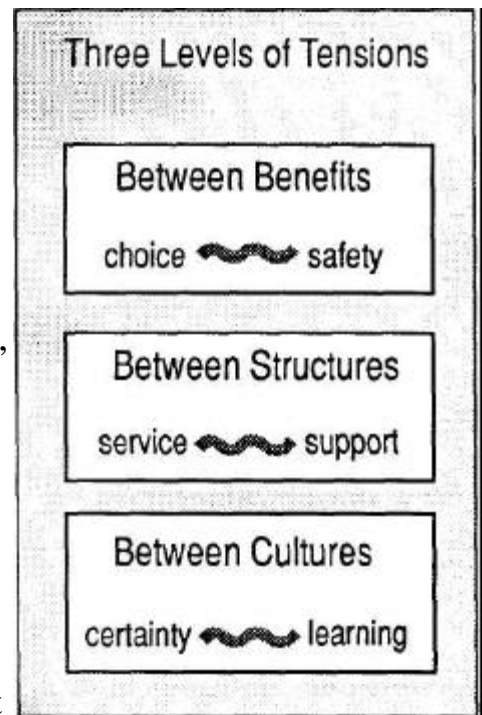 Three Levels of Tensions
Between Benefits
choice safety
,
Between Structures
service support
Between Cultures
certainty learning